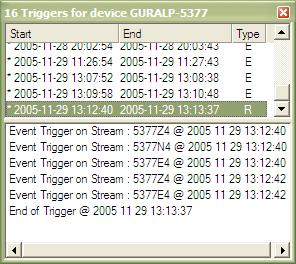 16 Triggers for device GURALP-5377
Start End Type
* 2005-11-28 20:02:54 2005-11-28 20:03:43 E
* 2005-11-29 11:26:54 2005-11-29 11:27:43 E
* 2005-11-29 13:07:52 2005-11-29 13:08:38 E
* 2005-11-29 13:09:58 2005-11-29 13:10:48 E
* 2005-11-29 13:12:40 2005-11-29 13:13:37 R
Event Trigger on Stream : 5377Z4 @ 2005 11 29 13:12:40
Event Trigger on Stream : 5377N4 @ 2005 11 29 13:12:40
Event Trigger on Stream : 5377E4 @ 2005 11 29 13:12:40
Event Trigger on Stream : 5377Z4 @ 2005 11 29 13:12:42
Event Trigger on Stream : 5377E4 @ 2005 11 29 13:12:42
End of Trigger @ 2005 11 29 13:13:37